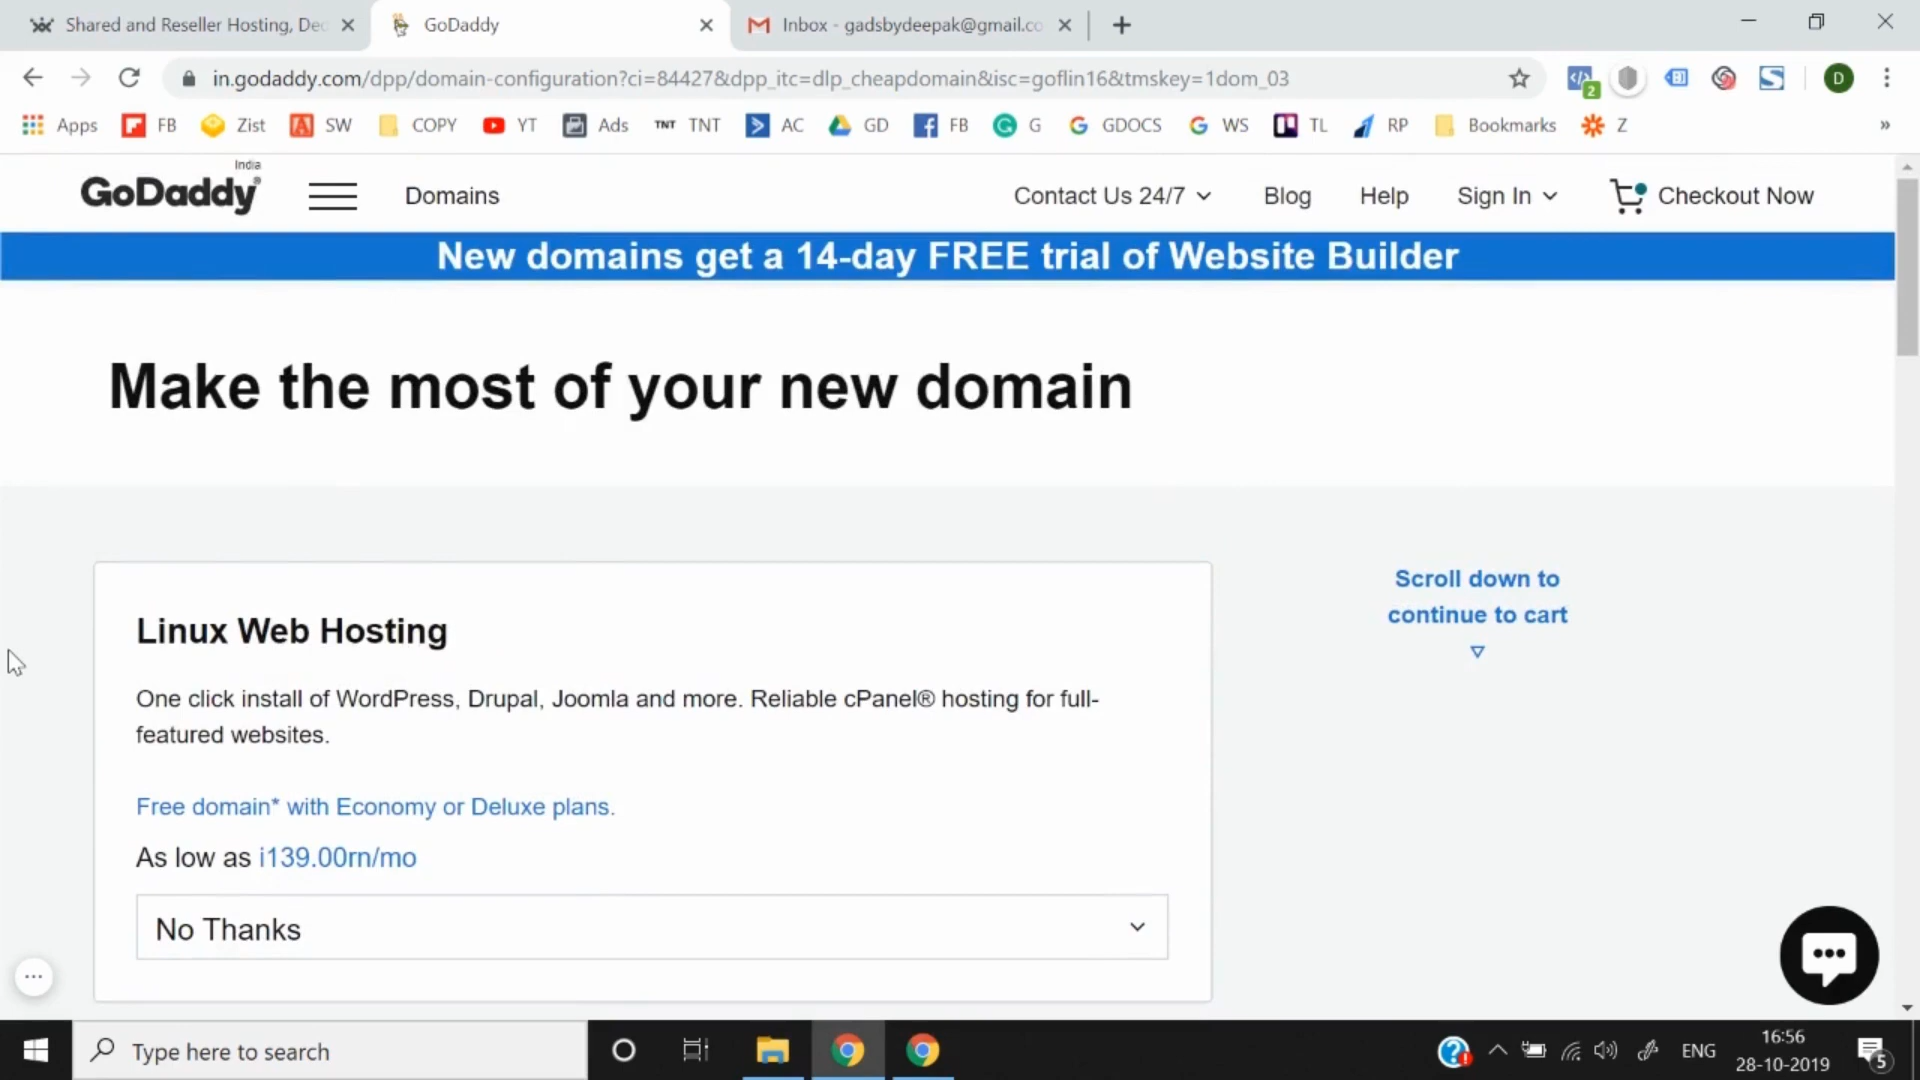 Shared and Reseller Hosting, Dec
GoDaddy
Inbox - gadsbydeepak@gmail.co
in.godaddy.com/dpp/domain-configuration?ci=84427&dpp_itc=dlp_cheapdomain&isc=goflin16&tmskey=1dom_03
2
D
Apps FB Zist SW COPY YT Ads TNT TNT AC GD FB G GDOCS WS TL RP Bookmarks Z »
India
GoDaddy®
Domains
Contact Us 24/7
Blog
Help
Sign In
Checkout Now
New domains get a 14-day FREE trial of Website Builder
Make the most of your new domain
Scroll down to
continue to cart
Linux Web Hosting
One click install of WordPress, Drupal, Joomla and more. Reliable cPanel® hosting for full-
featured websites.
Free domain* with Economy or Deluxe plans.
As low as i139.00rn/mo
No Thanks
Type here to search
ENG
16:56
28-10-2019
5